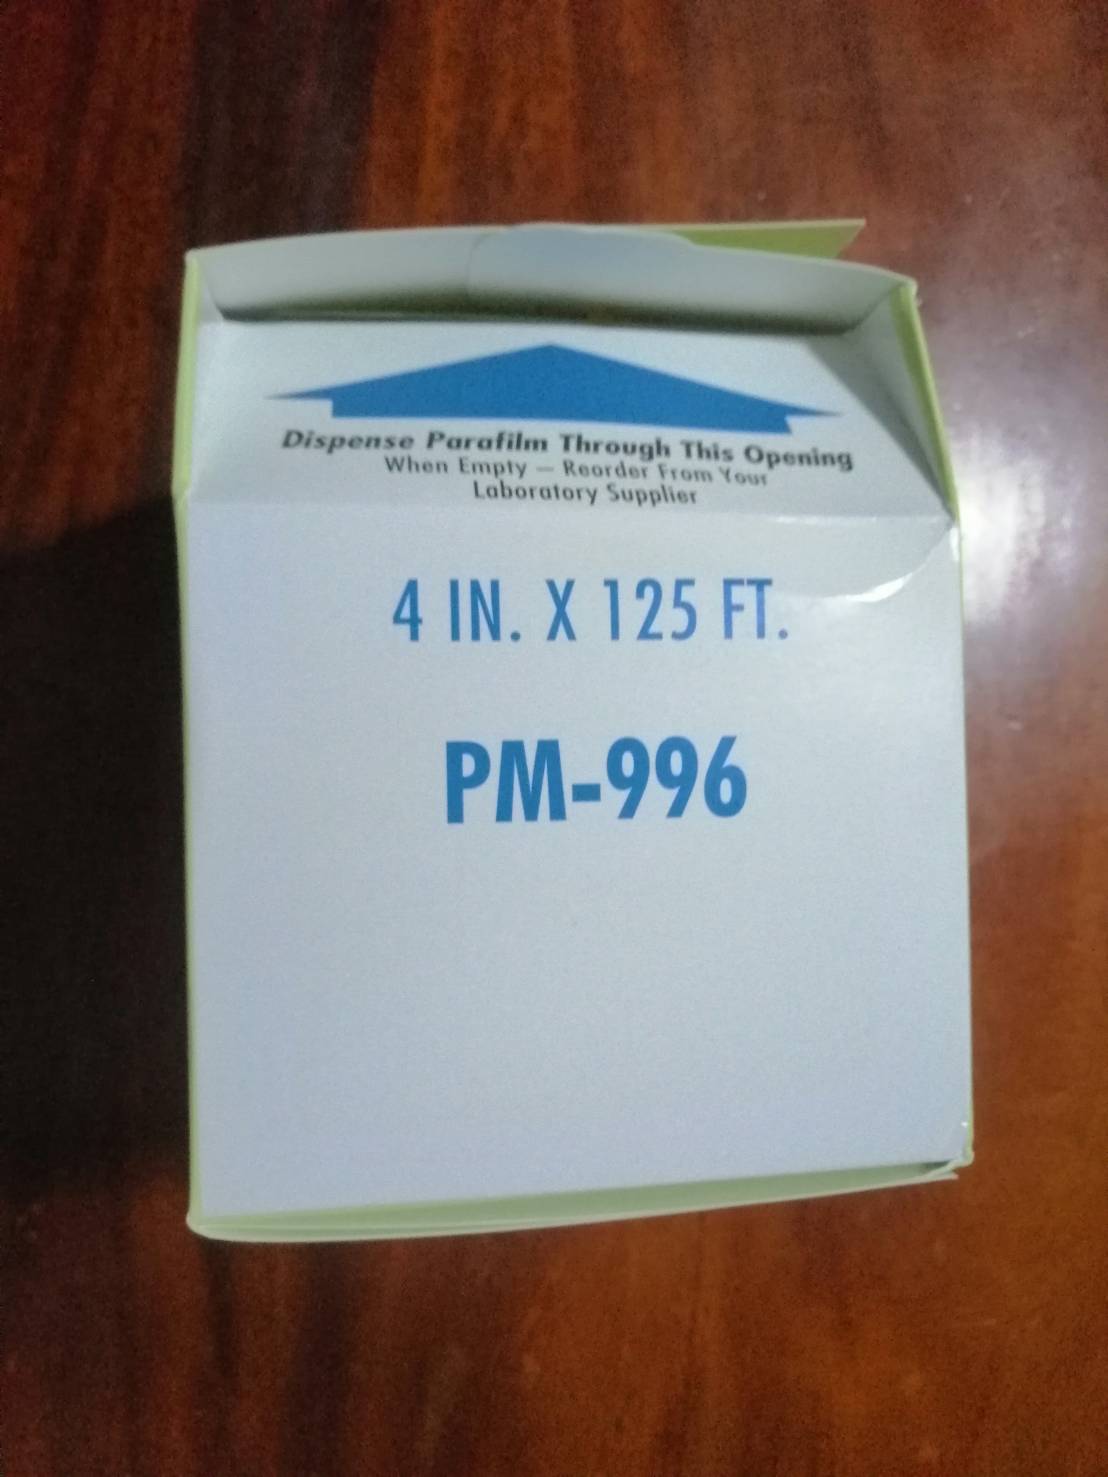 Dispense Parafilm Through This Opening
When Empty — Reorder From Your
Laboratory Supplier
4 IN. X 125 FT.
PM-996